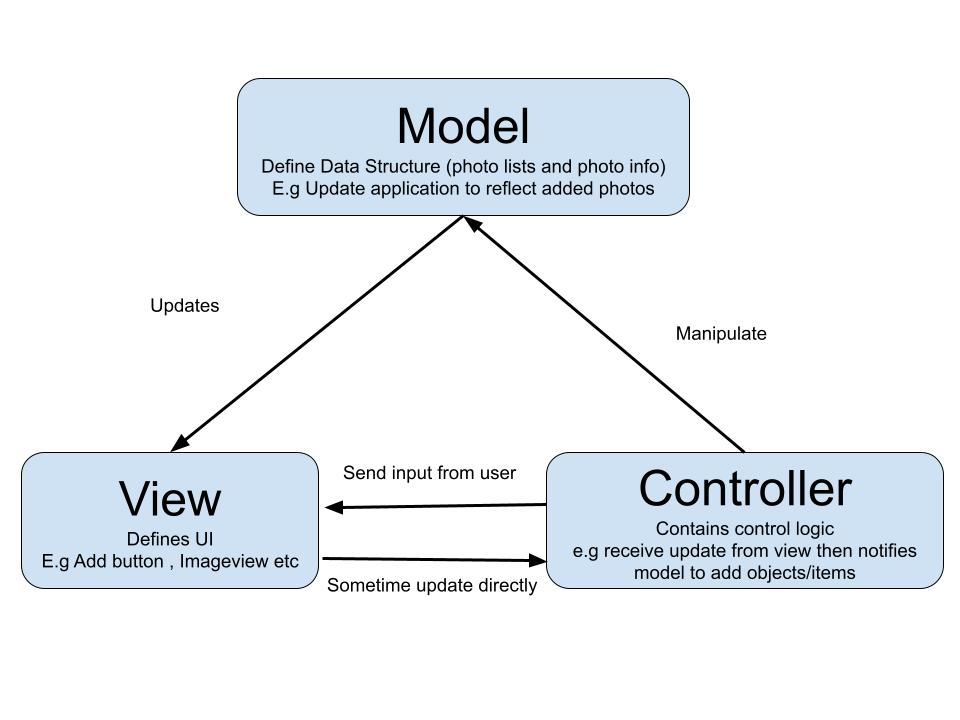 Model
Define Data Structure (photo lists and photo info)
E.g Update application to reflect added photos
Updates
Manipulate
View
Defines UI
E.g Add button , Imageview etc
Send input from user
Sometime update directly
Controller
Contains control logic
e.g receive update from view then notifies
model to add objects/items